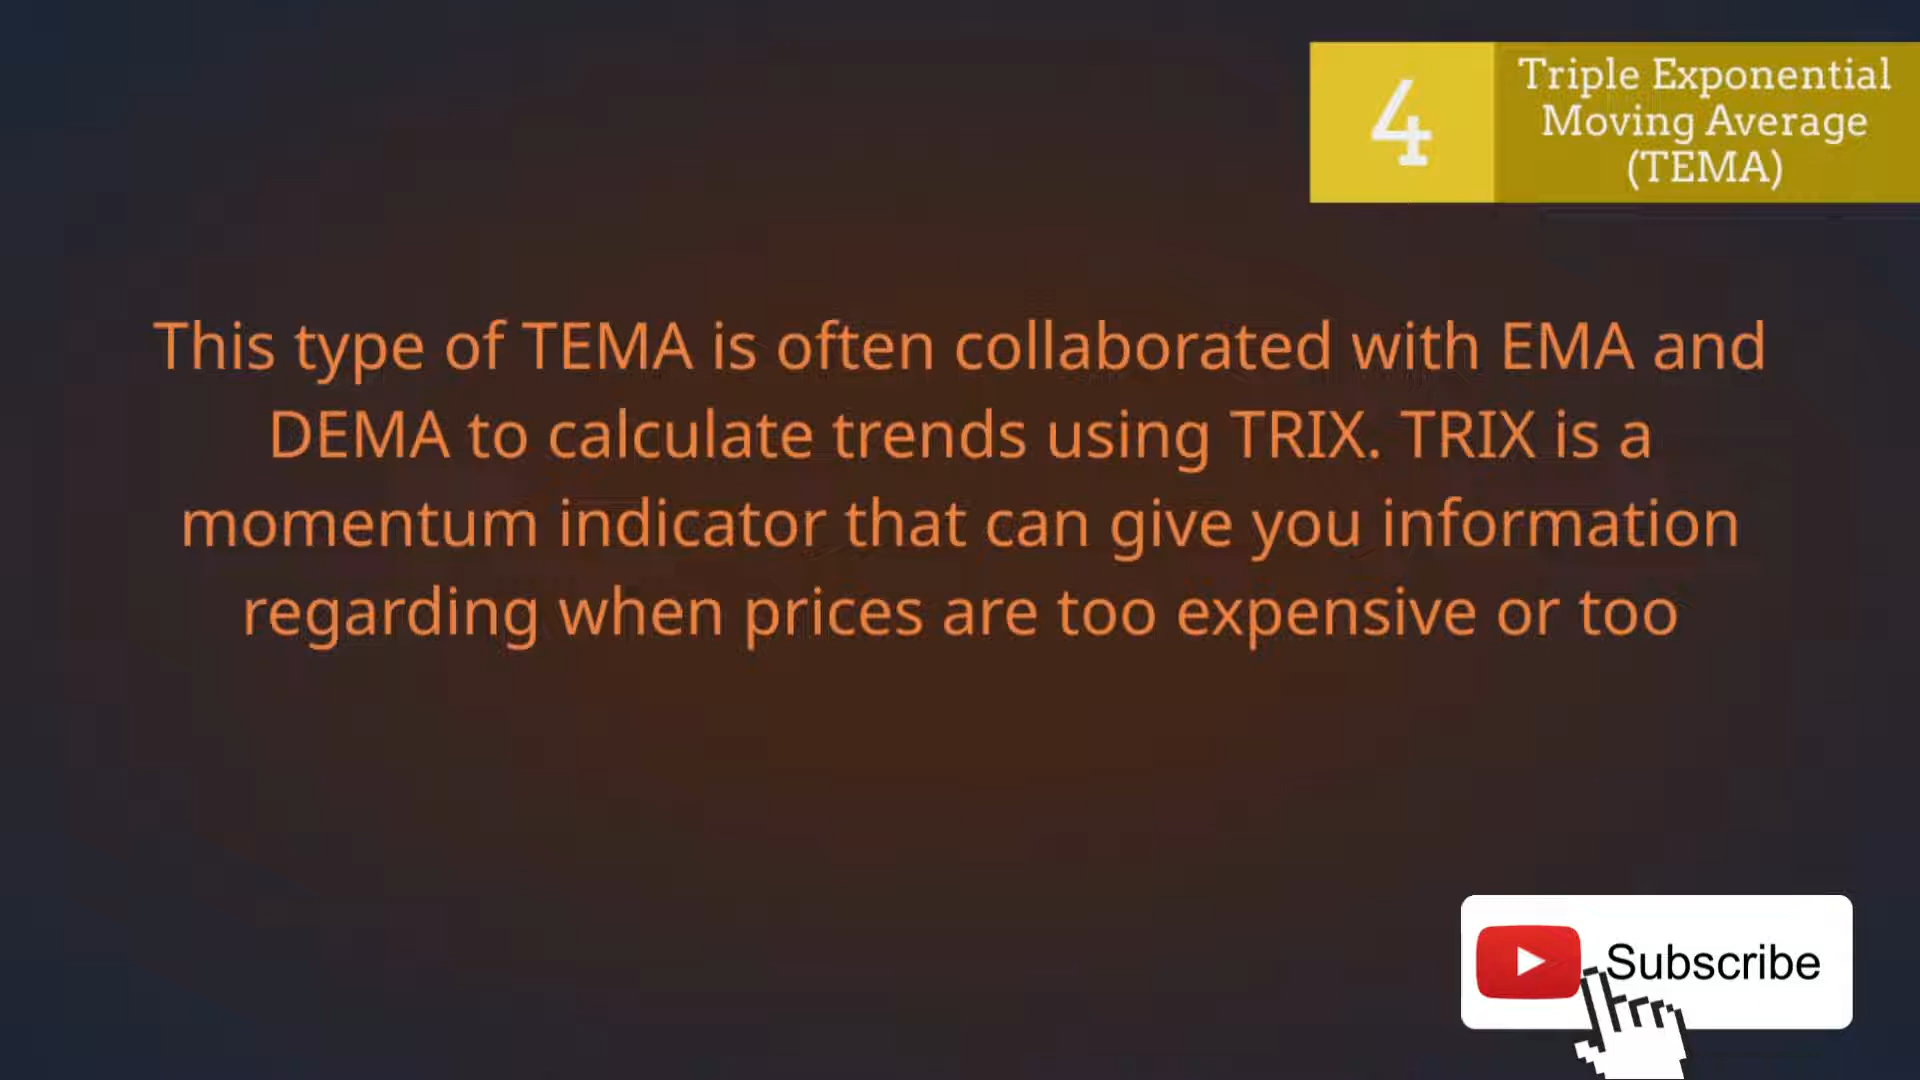 4
Triple Exponential
Moving Average
(TEMA)
This type of TEMA is often collaborated with EMA and
DEMA to calculate trends using TRIX. TRIX is a
momentum indicator that can give you information
regarding when prices are too expensive or too
Subscribe